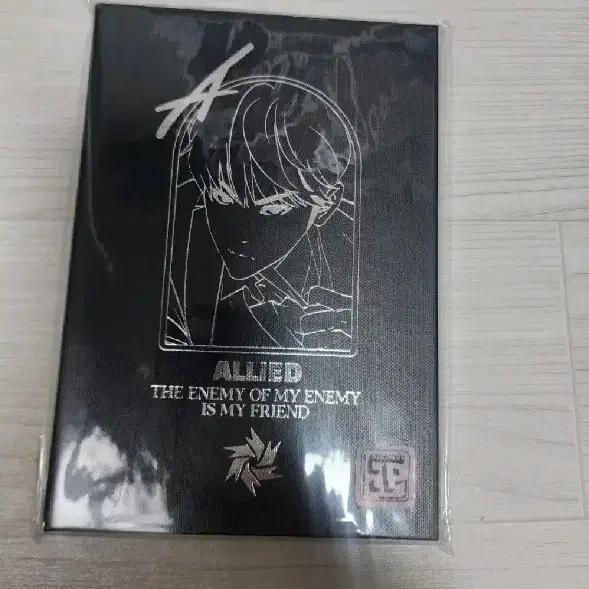 A
ALLIED
THE ENEMY OF MY ENEMY
IS MY FRIEND